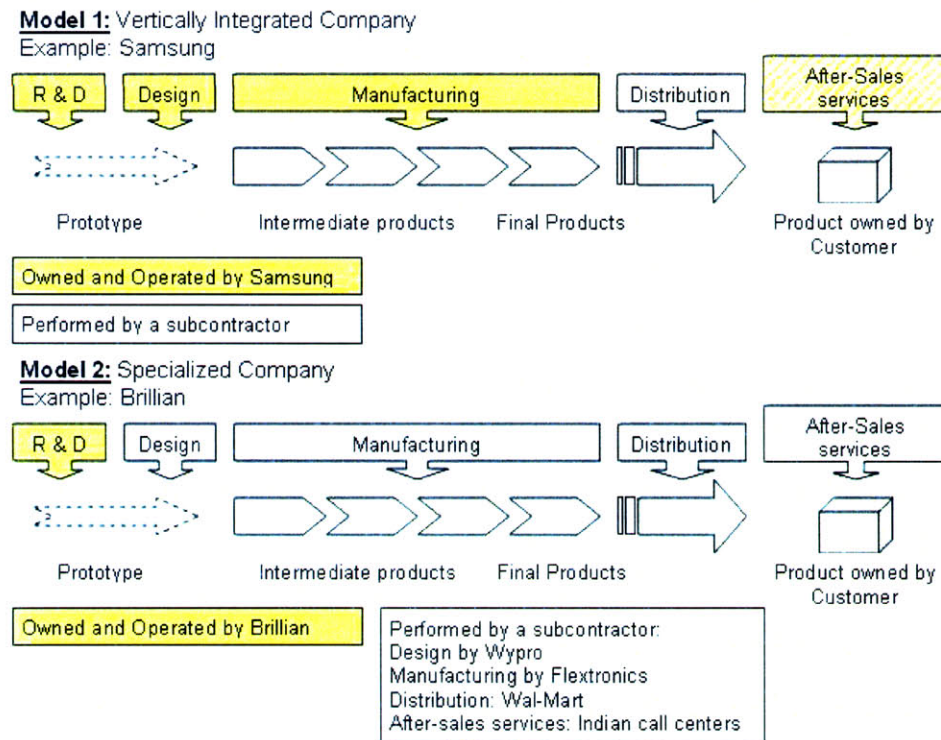 Model 1: Vertically Integrated Company
Example: Samsung
R & D
Design
Manufacturing
Distribution
After-Sales
services
Prototype
Intermediate products
Final Products
Product owned by
Customer
Owned and Operated by Samsung
Performed by a subcontractor
Model 2: Specialized Company
Example: Brillian
R & D
Design
Manufacturing
Distribution
After-Sales
services
Prototype
Intermediate products
Final Products
Product owned by
Customer
Owned and Operated by Brillian
Performed by a subcontractor:
Design by Wypro
Manufacturing by Flextronics
Distribution: Wal-Mart
After-sales services: Indian call centers